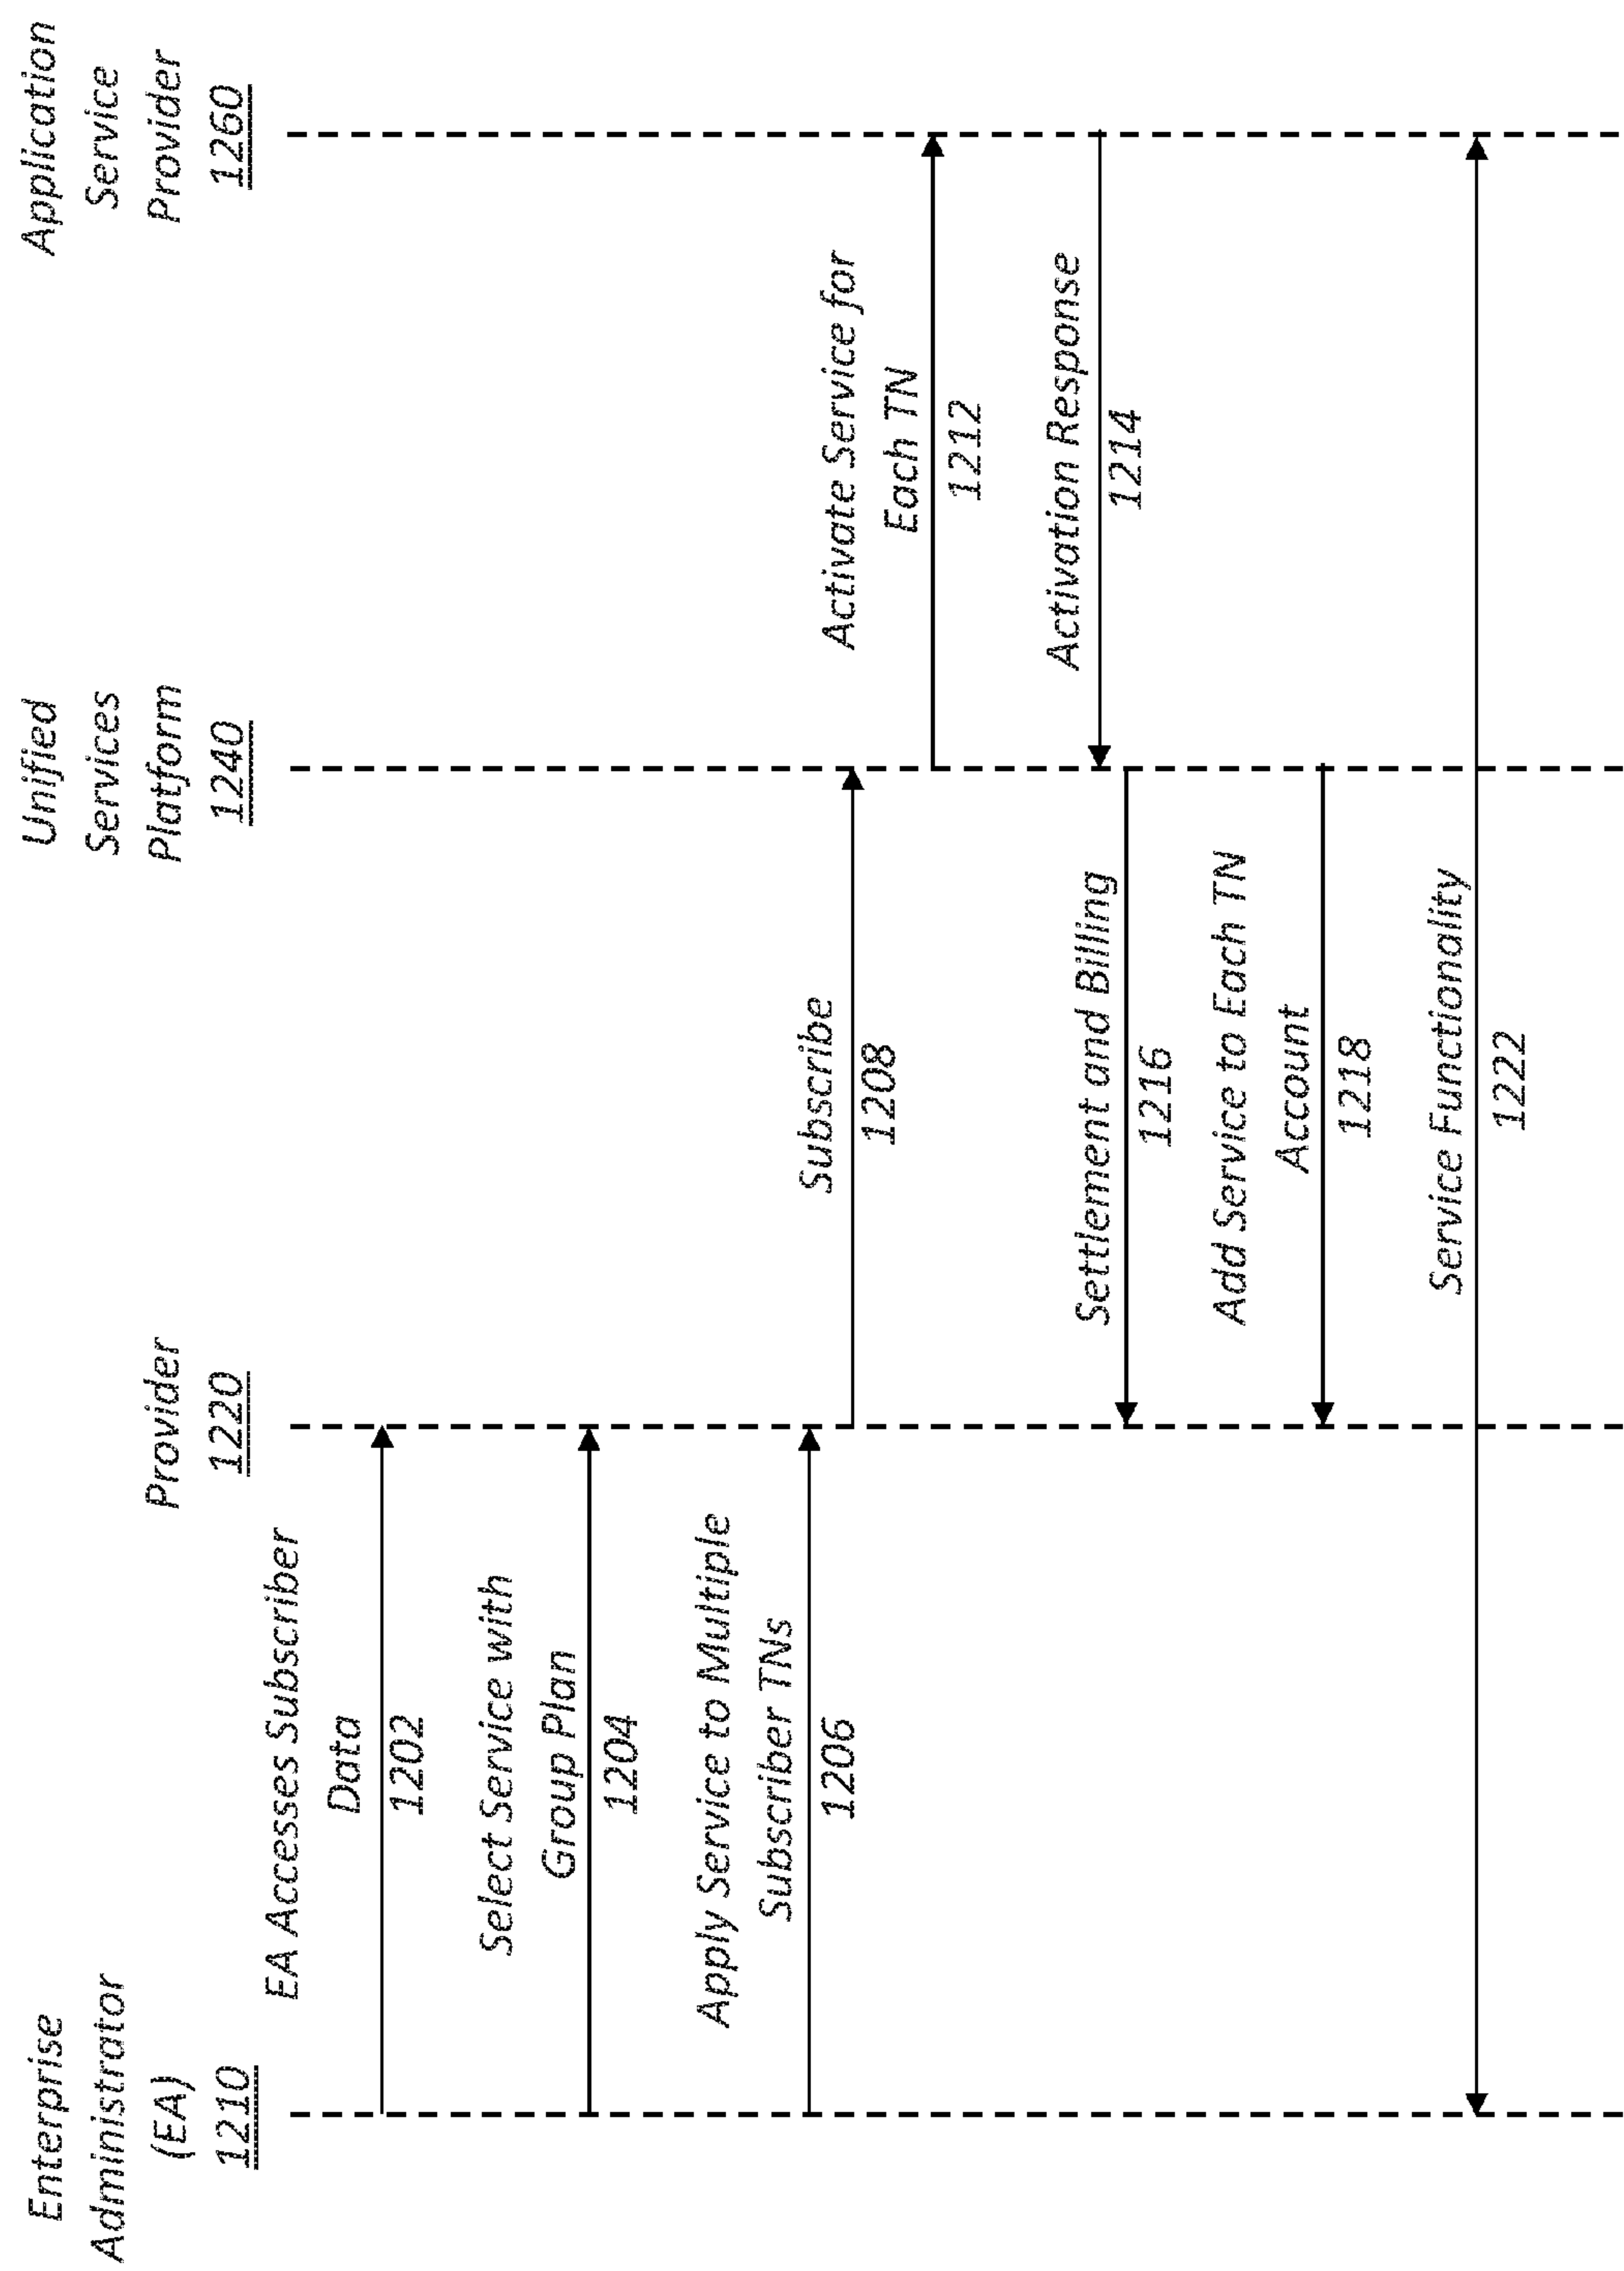 Enterprise
Administrator
(EA)
1210
Provider
1220
Unified
Services
Platform
1240
Application
Service
Provider
1260
EA Accesses Subscriber
Data
1202
Select Service with
Group Plan
1204
Apply Service to Multiple
Subscriber TNs
1206
Subscribe
1208
Activate Service for
Each TN
1212
Activation Response
1214
Settlement and Billing
1216
Add Service to Each TN
Account
1218
Service Functionality
1222